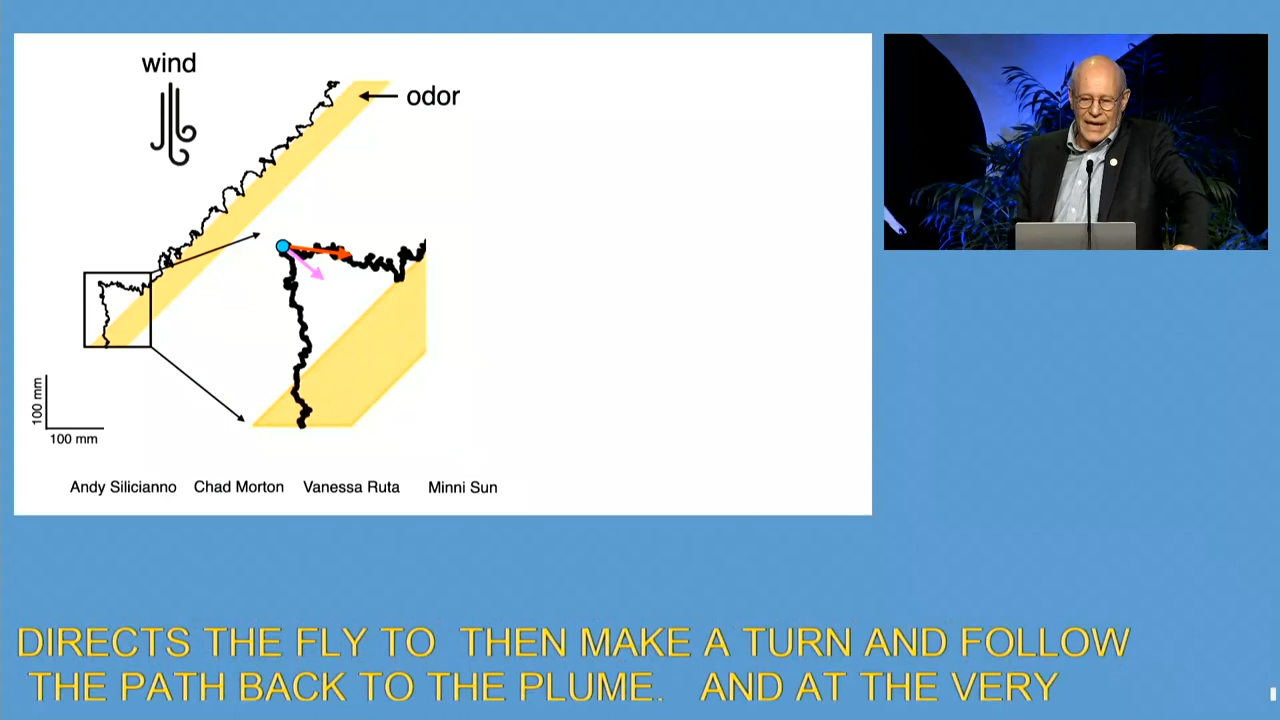 wind
odor
100 mm
100 mm
Andy Silicianno Chad Morton Vanessa Ruta Minni Sun
DIRECTS THE FLY TO THEN MAKE A TURN AND FOLLOW
THE PATH BACK TO THE PLUME. AND AT THE VERY